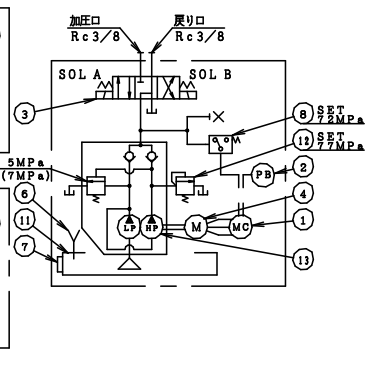 加圧口 戻り口
Rc3/8 Rc3/8
SOL A SOL B
3
8 SET
72MPa
12 SET
77MPa
5MPa
(7MPa)
2
PB
6
4
11
LP HP M MC 1
7
13